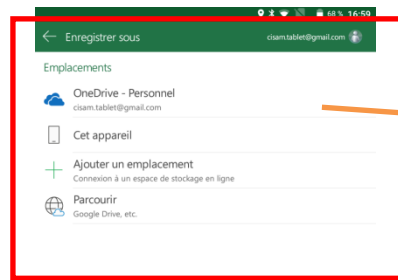 68 % 16:59
Enregistrer sous
cisam.tablet@gmail.com
Emplacements
OneDrive - Personnel
cisam.tablet@gmail.com
Cet appareil
Ajouter un emplacement
Connexion à un espace de stockage en ligne
Parcourir
Google Drive, etc.